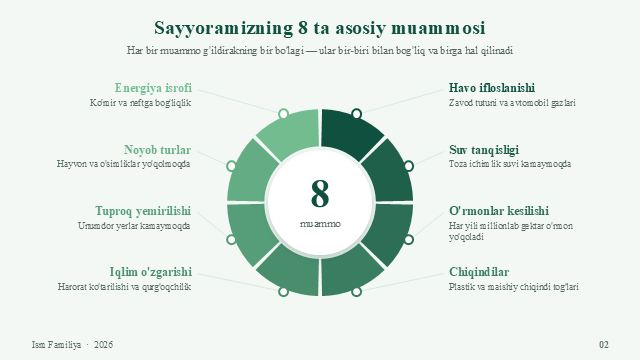 Sayyoramizning 8 ta asosiy muammosi
Har bir muammo g'ildirakning bir bo'lagi — ular bir-biri bilan bog'liq va birga hal qilinadi
Energiya isrofi
Ko'mir va neftga bog'liqlik
Noyob turlar
Hayvon va o'simliklar yo'qolmoqda
Tuproq yemirilishi
Unumdor yerlar kamaymoqda
Iqlim o'zgarishi
Harorat ko'tarilishi va qurg'oqchilik
8
muammo
Havo ifloslanishi
Zavod tutuni va avtomobil gazlari
Suv tanqisligi
Toza ichimlik suvi kamaymoqda
O'rmonlar kesilishi
Har yili millionlab gektar o'rmon
yo'qoladi
Chiqindilar
Plastik va maishiy chiqindi tog'lari
Ism Familiya · 2026
02